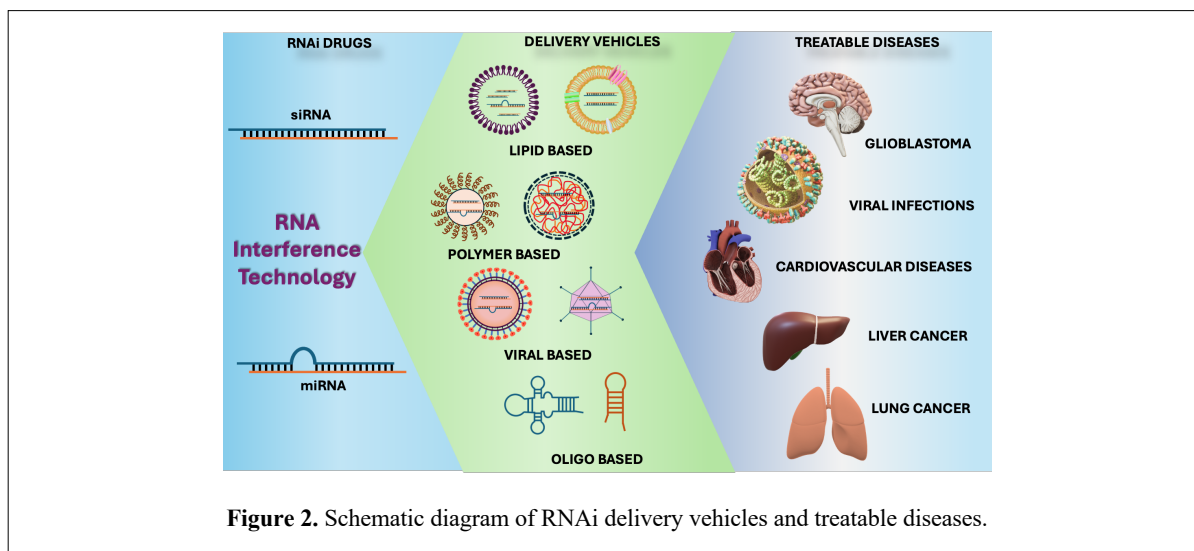 RNAi DRUGS
siRNA
RNA
Interference
Technology
miRNA
DELIVERY VEHICLES
LIPID BASED
POLYMER BASED
VIRAL BASED
OLIGO BASED
TREATABLE DISEASES
GLIOBLASTOMA
VIRAL INFECTIONS
CARDIOVASCULAR DISEASES
LIVER CANCER
LUNG CANCER
Figure 2. Schematic diagram of RNAi delivery vehicles and treatable diseases.